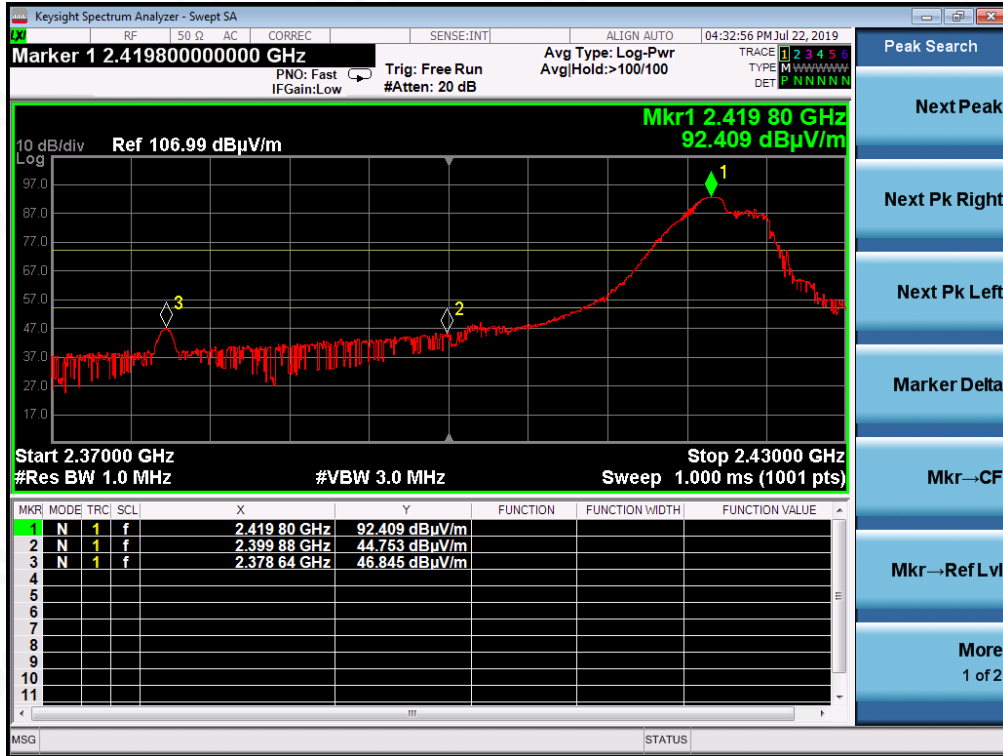 Keysight Spectrum Analyzer - Swept SA
LXI RF 50 Ω AC CORREC SENSE:INT ALIGN AUTO 04:32:56 PM Jul 22, 2019
Marker 1 2.419800000000 GHz
PNO: Fast
IFGain:Low
Trig: Free Run
#Atten: 20 dB
Avg Type: Log-Pwr
Avg|Hold:>100/100
TRACE 1 2 3 4 5 6
TYPE M W W W W W
DET P N N N N N
Mkr1 2.419 80 GHz
92.409 dBµV/m
10 dB/div Ref 106.99 dBµV/m
Log
97.0
87.0
77.0
67.0
57.0
47.0
37.0
27.0
17.0
1
2
3
Start 2.37000 GHz Stop 2.43000 GHz
#Res BW 1.0 MHz #VBW 3.0 MHz Sweep 1.000 ms (1001 pts)
MKR MODE TRC SCL X Y FUNCTION FUNCTION WIDTH FUNCTION VALUE
1 N 1 f 2.419 80 GHz 92.409 dBµV/m
2 N 1 f 2.399 88 GHz 44.753 dBµV/m
3 N 1 f 2.378 64 GHz 46.845 dBµV/m
4
5
6
7
8
9
10
11
MSG STATUS
Peak Search
Next Peak
Next Pk Right
Next Pk Left
Marker Delta
Mkr→CF
Mkr→Ref Lvl
More
1 of 2